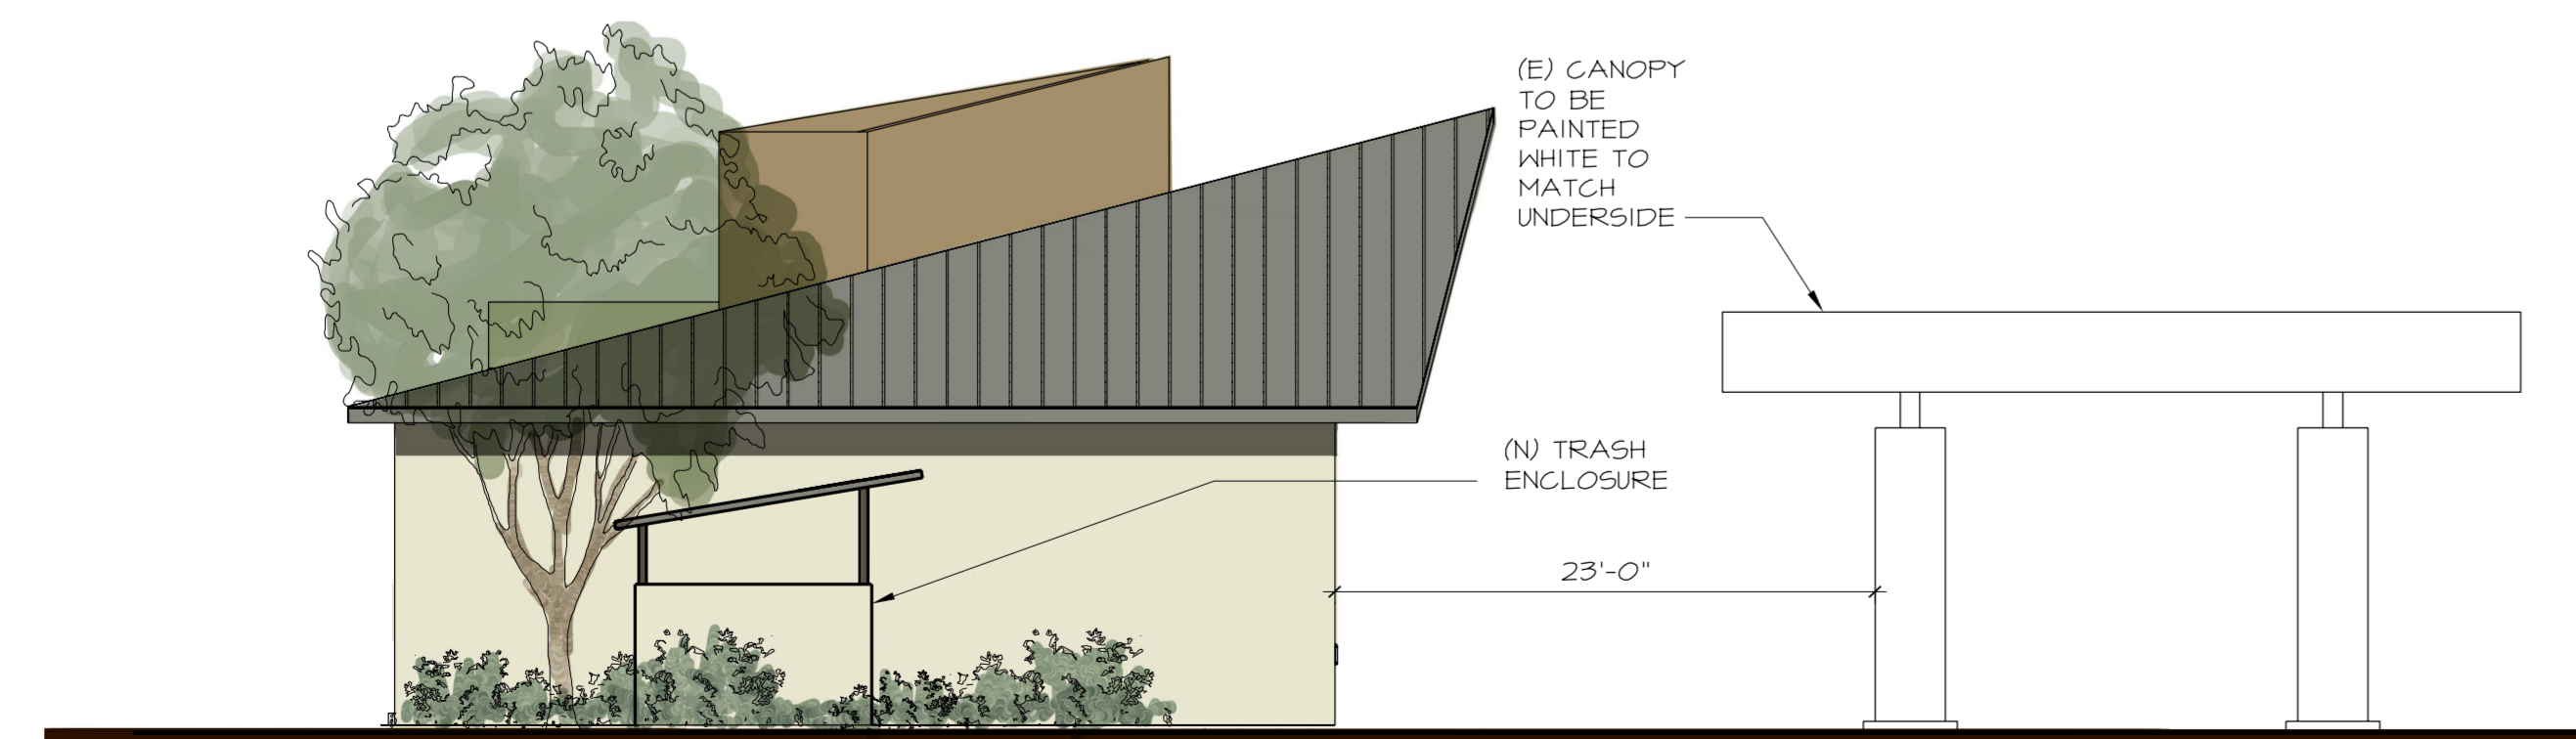 (E) CANOPY
TO BE
PAINTED
WHITE TO
MATCH
UNDERSIDE
(N) TRASH
ENCLOSURE
23'-0"